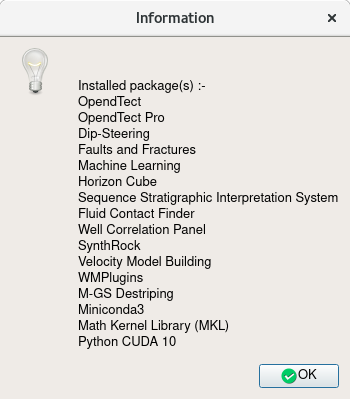 Information
Installed package(s) :-
OpendTect
OpendTect Pro
Dip-Steering
Faults and Fractures
Machine Learning
Horizon Cube
Sequence Stratigraphic Interpretation System
Fluid Contact Finder
Well Correlation Panel
SynthRock
Velocity Model Building
WMPlugins
M-GS Destriping
Miniconda3
Math Kernel Library (MKL)
Python CUDA 10
OK